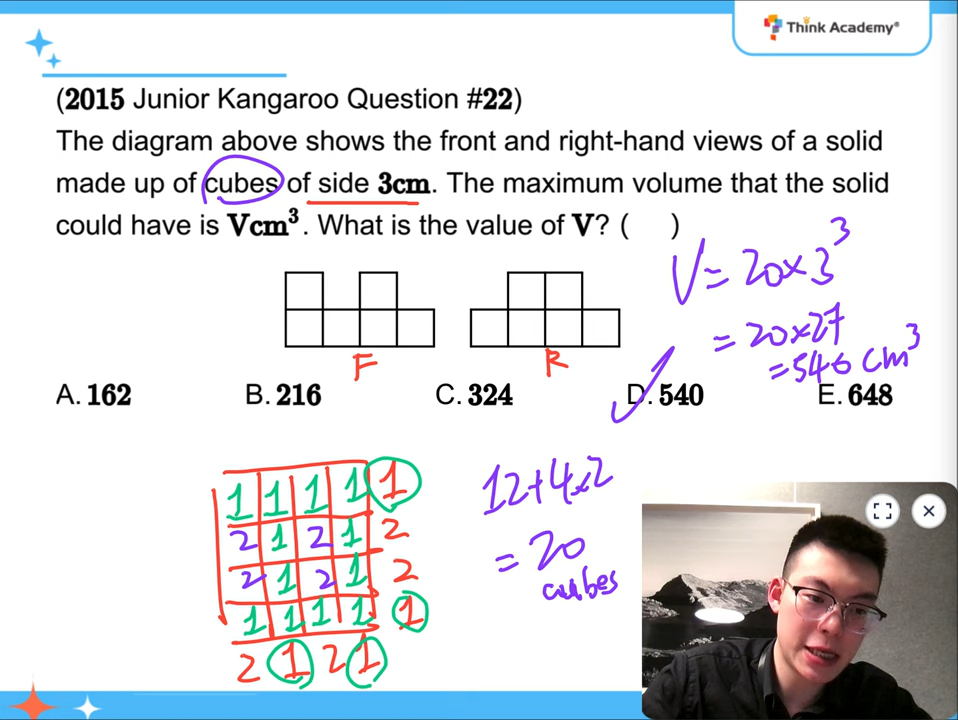 Think Academy®
(2015 Junior Kangaroo Question #22)
The diagram above shows the front and right-hand views of a solid
made up of cubes of side 3cm. The maximum volume that the solid
could have is Vcm³. What is the value of V? ( )
V = 20×3³
= 20×27
= 540 cm³
F R
A. 162 B. 216 C. 324 D. 540 E. 648
1 1 1 1 1
2 1 2 1 2
2 1 2 1 2
1 1 1 1 1
2 1 2 1
12+4×2
= 20
cubes